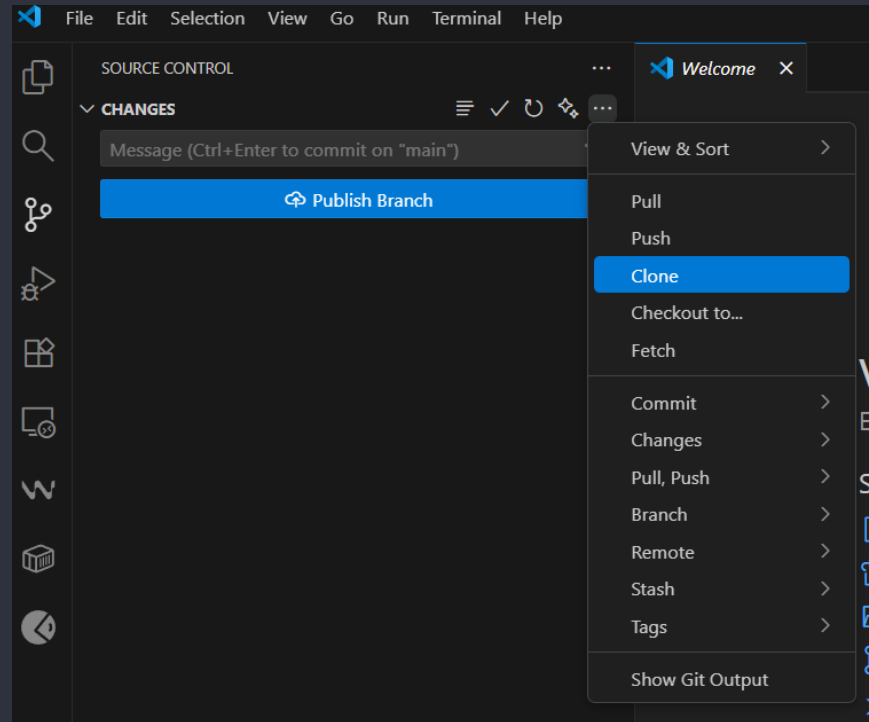 File Edit Selection View Go Run Terminal Help
SOURCE CONTROL
Welcome
CHANGES
Message (Ctrl+Enter to commit on "main")
Publish Branch
View & Sort
Pull
Push
Clone
Checkout to...
Fetch
Commit
Changes
Pull, Push
Branch
Remote
Stash
Tags
Show Git Output